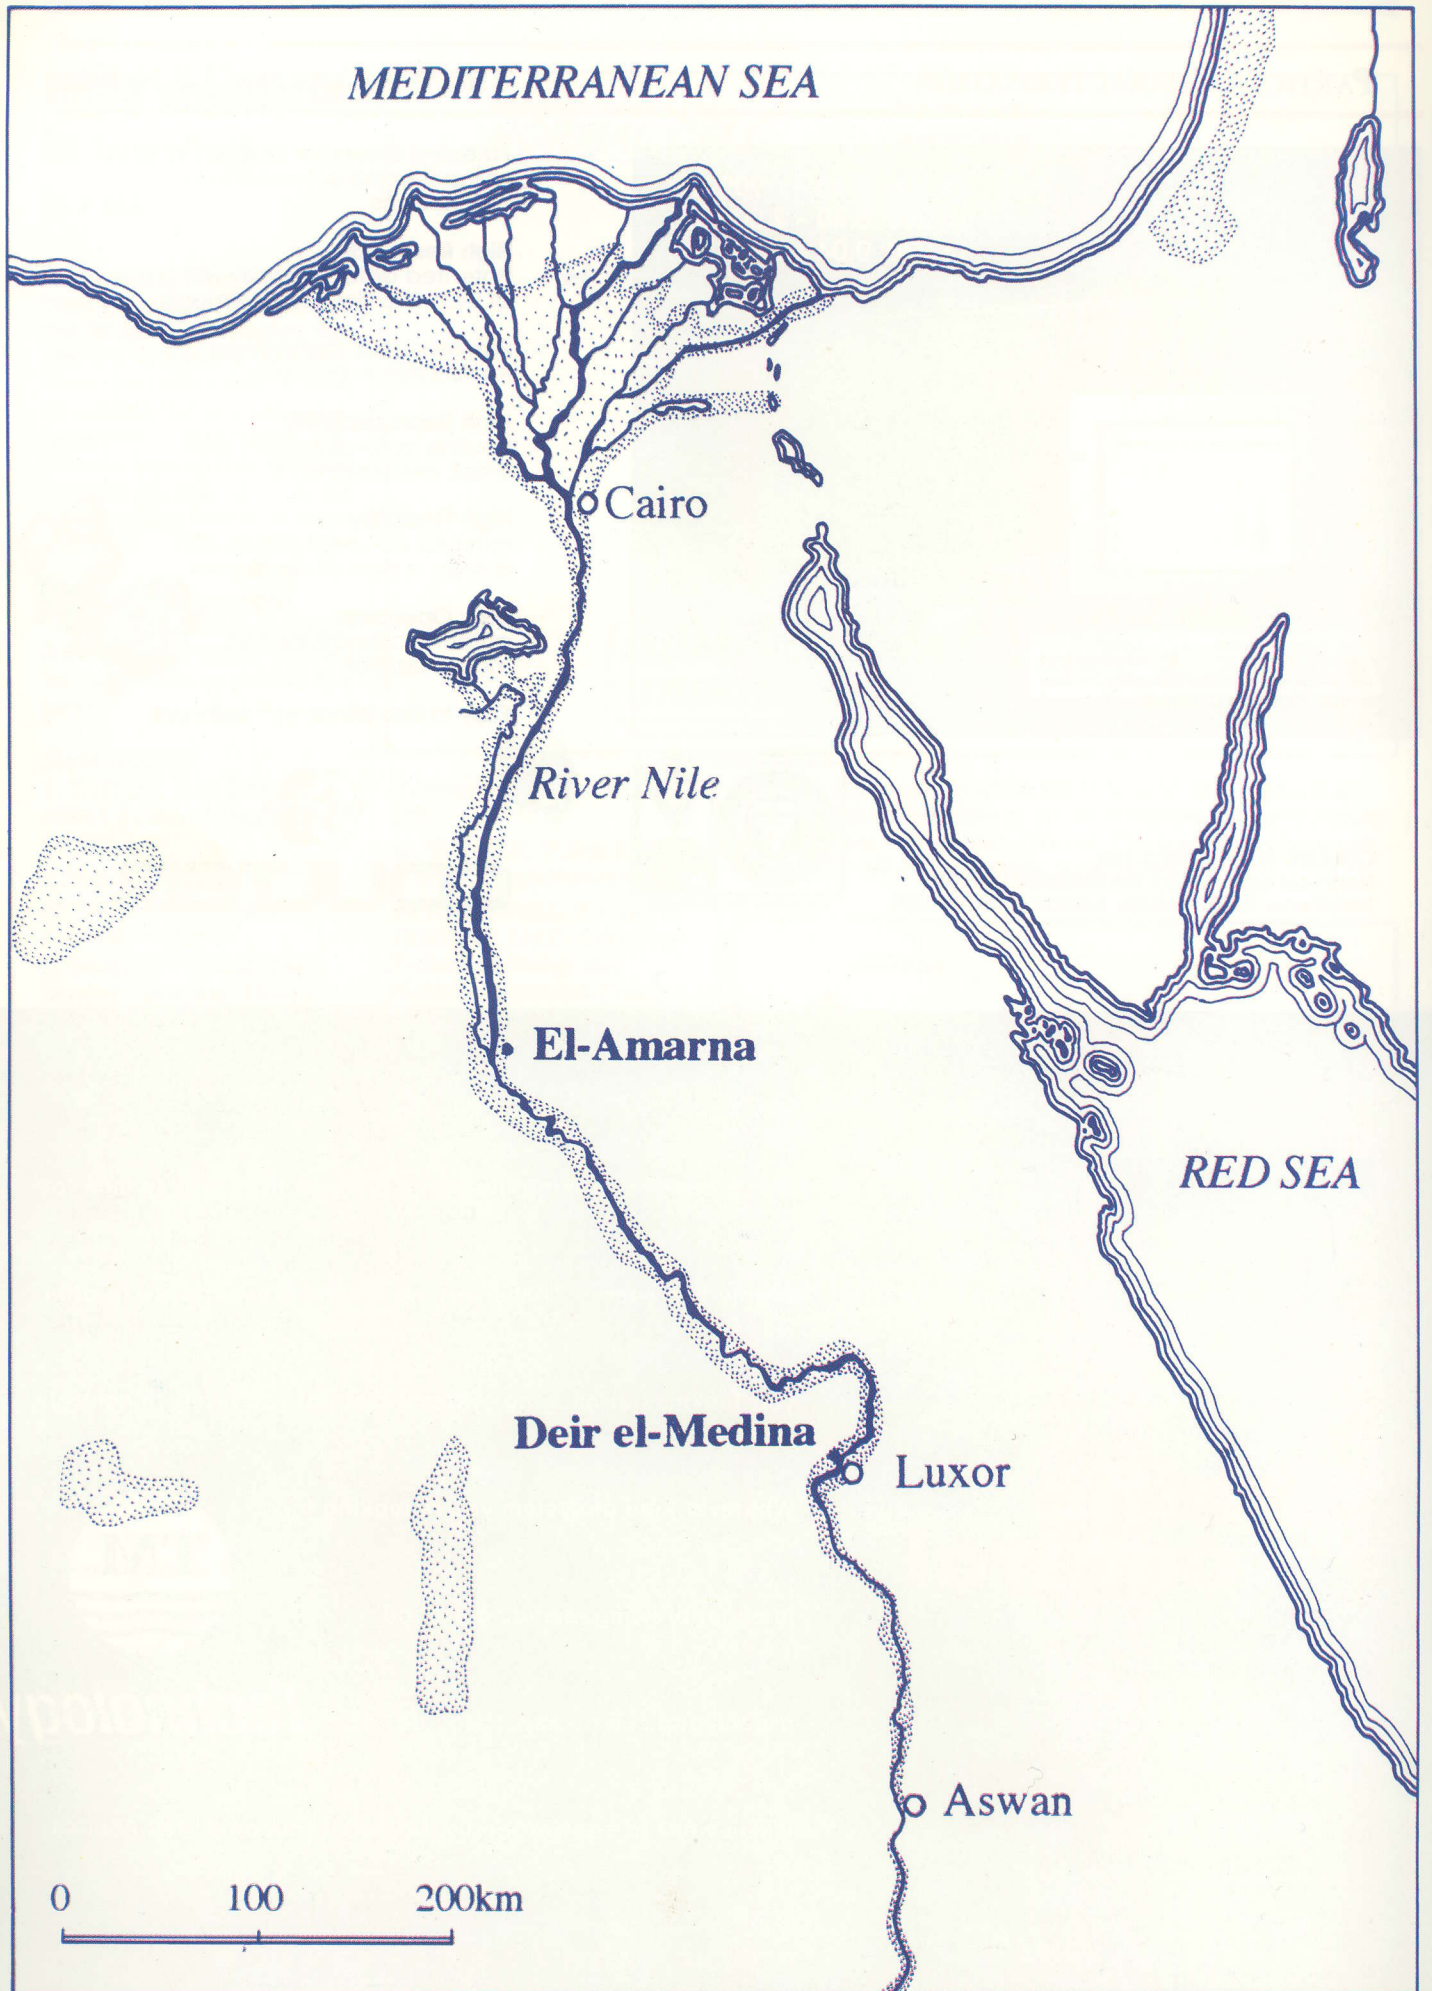 MEDITERRANEAN SEA
Cairo
River Nile
El-Amarna
RED SEA
Deir el-Medina
Luxor
Aswan
0 100 200km